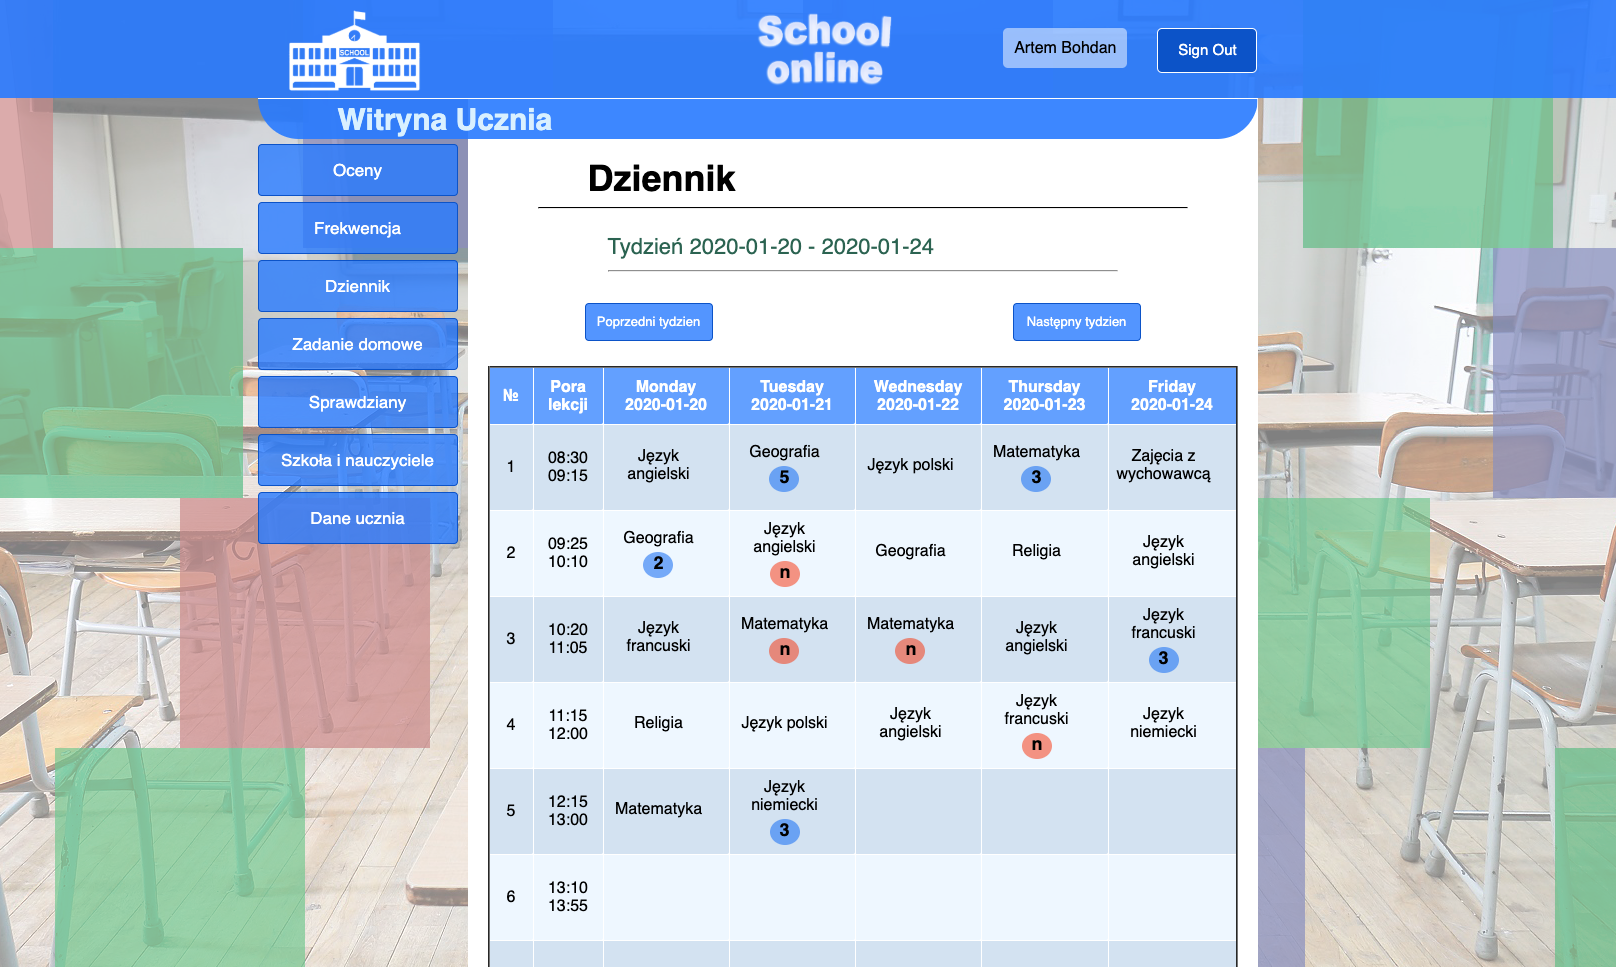 SCHOOL
School
online
Artem Bohdan
Sign Out
Witryna Ucznia
Oceny
Frekwencja
Dziennik
Zadanie domowe
Sprawdziany
Szkoła i nauczyciele
Dane ucznia
Dziennik
Tydzień 2020-01-20 - 2020-01-24
Poprzedni tydzien
Następny tydzien
№
Pora
lekcji
Monday
2020-01-20
Tuesday
2020-01-21
Wednesday
2020-01-22
Thursday
2020-01-23
Friday
2020-01-24
1
08:30
09:15
Język
angielski
Geografia
5
Język polski
Matematyka
3
Zajęcia z
wychowawcą
2
09:25
10:10
Geografia
2
Język
angielski
n
Geografia
Religia
Język
angielski
3
10:20
11:05
Język
francuski
Matematyka
n
Matematyka
n
Język
angielski
Język
francuski
3
4
11:15
12:00
Religia
Język polski
Język
angielski
Język
francuski
n
Język
niemiecki
5
12:15
13:00
Matematyka
Język
niemiecki
3
6
13:10
13:55